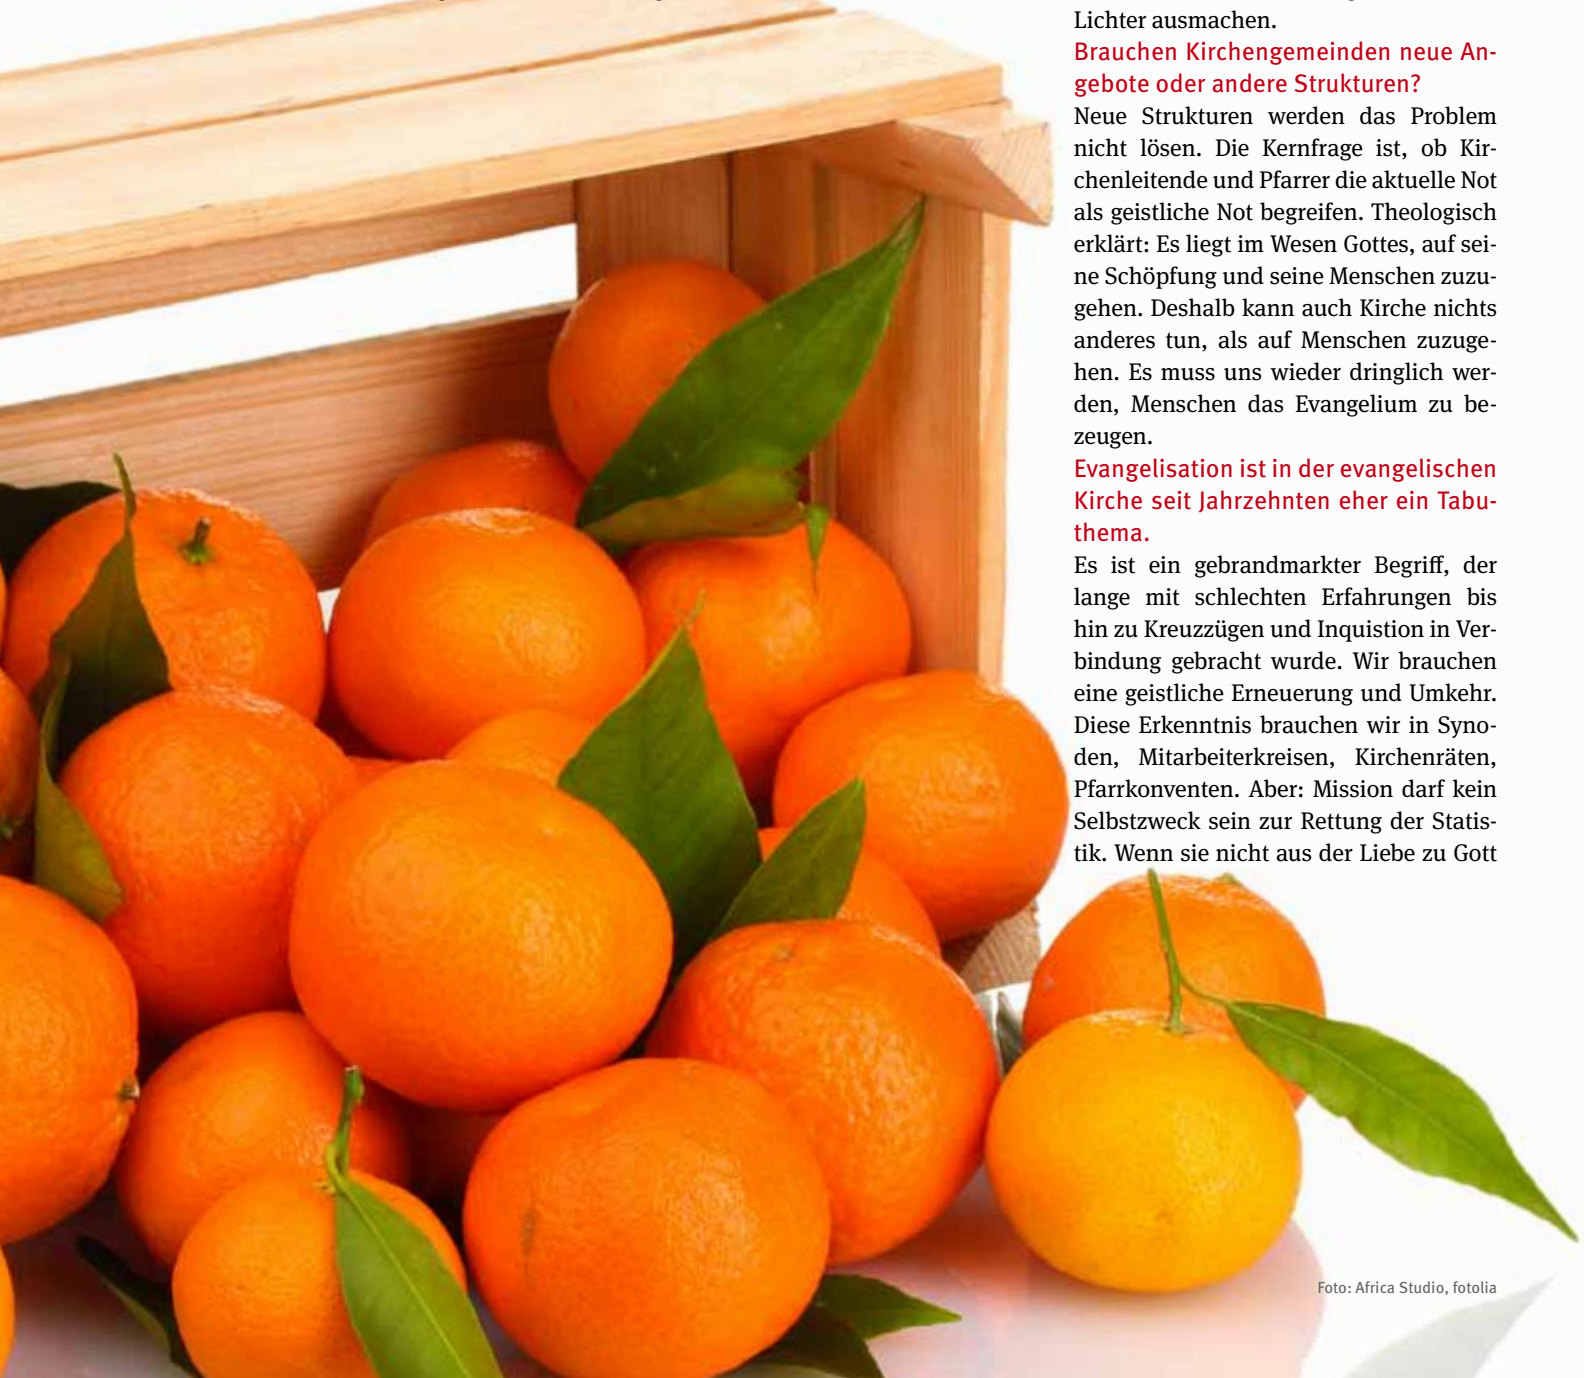 Lichter ausmachen.
Brauchen Kirchengemeinden neue An-
gebote oder andere Strukturen?
Neue Strukturen werden das Problem
nicht lösen. Die Kernfrage ist, ob Kir-
chenleitende und Pfarrer die aktuelle Not
als geistliche Not begreifen. Theologisch
erklärt: Es liegt im Wesen Gottes, auf sei-
ne Schöpfung und seine Menschen zuzu-
gehen. Deshalb kann auch Kirche nichts
anderes tun, als auf Menschen zuzuge-
hen. Es muss uns wieder dringlich wer-
den, Menschen das Evangelium zu be-
zeugen.
Evangelisation ist in der evangelischen
Kirche seit Jahrzehnten eher ein Tabu-
thema.
Es ist ein gebrandmarkter Begriff, der
lange mit schlechten Erfahrungen bis
hin zu Kreuzzügen und Inquistion in Ver-
bindung gebracht wurde. Wir brauchen
eine geistliche Erneuerung und Umkehr.
Diese Erkenntnis brauchen wir in Syno-
den, Mitarbeiterkreisen, Kirchenräten,
Pfarrkonventen. Aber: Mission darf kein
Selbstzweck sein zur Rettung der Statis-
tik. Wenn sie nicht aus der Liebe zu Gott
Foto: Africa Studio, fotolia